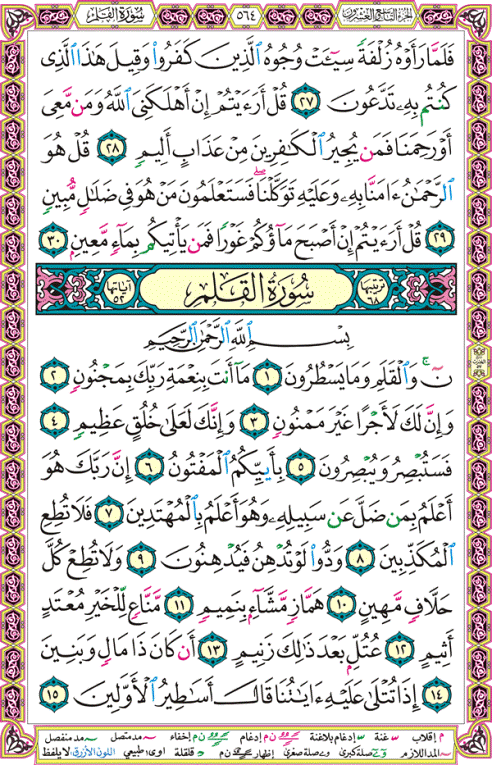 الجزء التاسع والعشرون ٥٦٤ سورة القلم
فَلَمَّا رَأَوْهُ زُلْفَةً سِيٓـَٔتْ وُجُوهُ ٱلَّذِينَ كَفَرُوا۟ وَقِيلَ هَٰذَا ٱلَّذِى
كُنتُم بِهِۦ تَدَّعُونَ ٢٧ قُلْ أَرَءَيْتُمْ إِنْ أَهْلَكَنِىَ ٱللَّهُ وَمَن مَّعِىَ
أَوْ رَحِمَنَا فَمَن يُجِيرُ ٱلْكَٰفِرِينَ مِنْ عَذَابٍ أَلِيمٍ ٢٨ قُلْ هُوَ
ٱلرَّحْمَٰنُ ءَامَنَّا بِهِۦ وَعَلَيْهِ تَوَكَّلْنَا ۖ فَسَتَعْلَمُونَ مَنْ هُوَ فِى ضَلَٰلٍ مُّبِينٍ
٢٩ قُلْ أَرَءَيْتُمْ إِنْ أَصْبَحَ مَآؤُكُمْ غَوْرًا فَمَن يَأْتِيكُم بِمَآءٍ مَّعِينٍۭ ٣٠
ترتيبها ٦٨ سُورَةُ القَلَمِ آياتها ٥٢
بِسْمِ ٱللَّهِ ٱلرَّحْمَٰنِ ٱلرَّحِيمِ
نٓ ۚ وَٱلْقَلَمِ وَمَا يَسْطُرُونَ ١ مَآ أَنتَ بِنِعْمَةِ رَبِّكَ بِمَجْنُونٍ ٢
وَإِنَّ لَكَ لَأَجْرًا غَيْرَ مَمْنُونٍ ٣ وَإِنَّكَ لَعَلَىٰ خُلُقٍ عَظِيمٍ ٤
فَسَتُبْصِرُ وَيُبْصِرُونَ ٥ بِأَييِّكُمُ ٱلْمَفْتُونُ ٦ إِنَّ رَبَّكَ هُوَ
أَعْلَمُ بِمَن ضَلَّ عَن سَبِيلِهِۦ وَهُوَ أَعْلَمُ بِٱلْمُهْتَدِينَ ٧ فَلَا تُطِعِ
ٱلْمُكَذِّبِينَ ٨ وَدُّوا۟ لَوْ تُدْهِنُ فَيُدْهِنُونَ ٩ وَلَا تُطِعْ كُلَّ
حَلَّافٍ مَّهِينٍ ١٠ هَمَّازٍ مَّشَّآءٍۭ بِنَمِيمٍ ١١ مَّنَّاعٍ لِّلْخَيْرِ مُعْتَدٍ
أَثِيمٍ ١٢ عُتُلٍّۭ بَعْدَ ذَٰلِكَ زَنِيمٍ ١٣ أَن كَانَ ذَا مَالٍ وَبَنِينَ
١٤ إِذَا تُتْلَىٰ عَلَيْهِ ءَايَٰتُنَا قَالَ أَسَٰطِيرُ ٱلْأَوَّلِينَ ١٥
م إقلاب س غنة س إدغام بلاغنة ن م إدغام ن م إخفاء مد متصل مد منفصل
المد اللازم وے صلة كبرى وے صلة صغرى إظهار ن م د قلقلة اوى: طبيعي اللون الأزرق: لا يلفظ